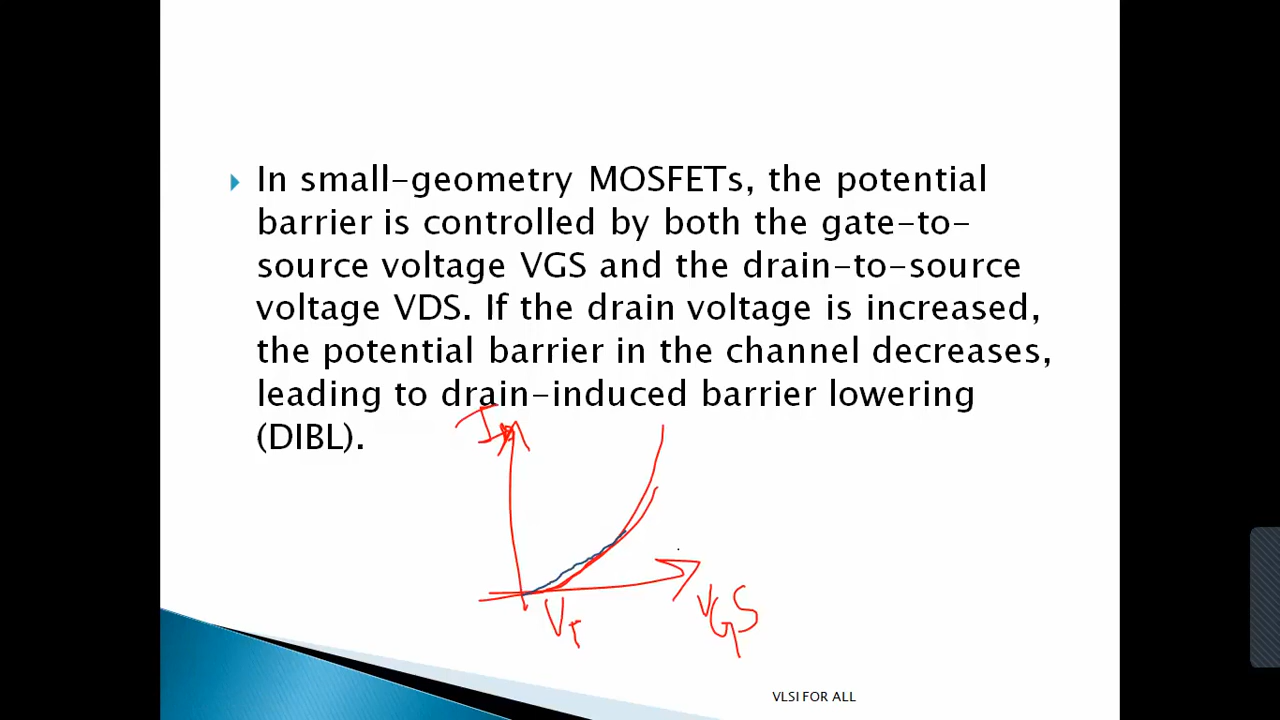 In small-geometry MOSFETs, the potential
barrier is controlled by both the gate-to-
source voltage VGS and the drain-to-source
voltage VDS. If the drain voltage is increased,
the potential barrier in the channel decreases,
leading to drain-induced barrier lowering
(DIBL).
VT
VGS
VLSI FOR ALL